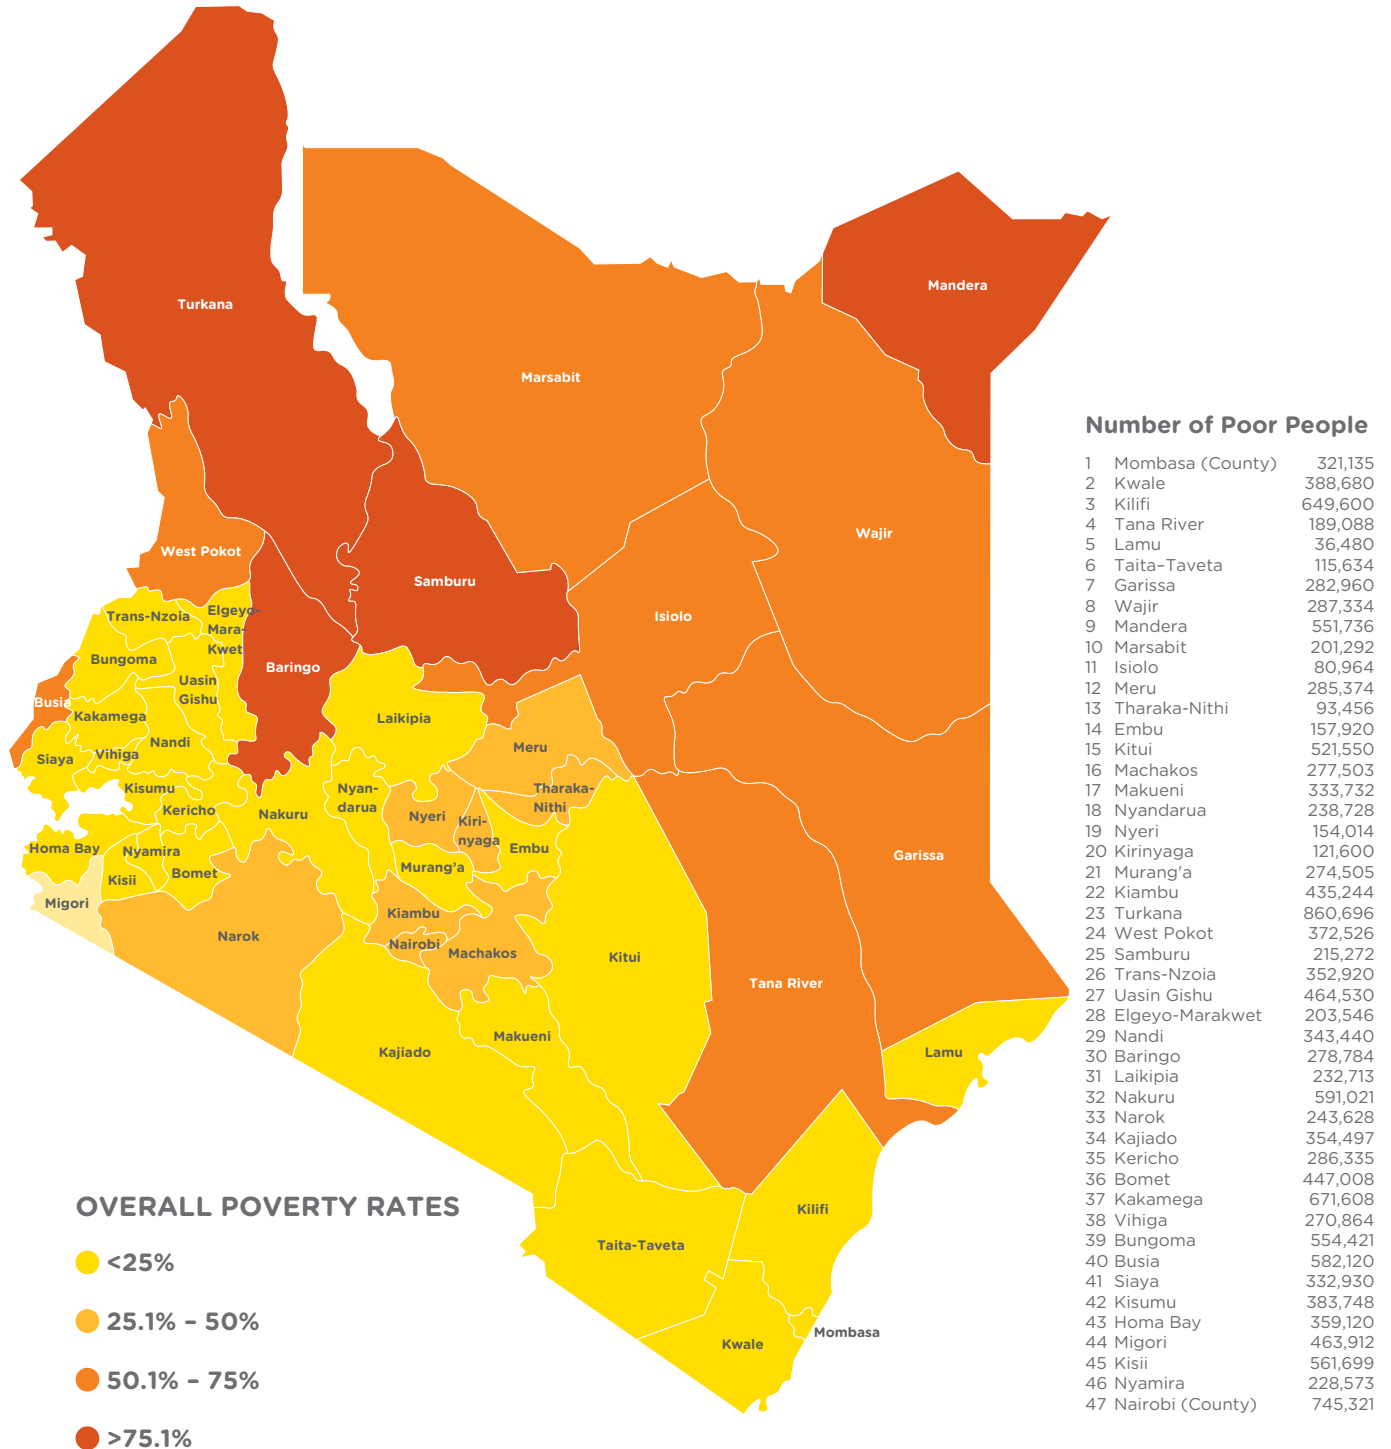 Turkana
Mandera
Marsabit
Wajir
West Pokot
Samburu
Isiolo
Trans-Nzoia
Elgeyo-
Mara-
Kwet
Bungoma
Baringo
Uasin
Gishu
Busia
Kakamega
Laikipia
Nandi
Meru
Siaya
Vihiga
Kisumu
Nyan-
darua
Tharaka-
Nithi
Kericho
Nakuru
Nyeri
Kiri-
nyaga
Homa Bay
Nyamira
Embu
Garissa
Bomet
Murang'a
Kisii
Migori
Kiambu
Narok
Nairobi
Machakos
Kitui
Tana River
Makueni
Kajiado
Lamu
Kilifi
Taita-Taveta
Mombasa
Kwale
Number of Poor People
1 Mombasa (County) 321,135
2 Kwale 388,680
3 Kilifi 649,600
4 Tana River 189,088
5 Lamu 36,480
6 Taita–Taveta 115,634
7 Garissa 282,960
8 Wajir 287,334
9 Mandera 551,736
10 Marsabit 201,292
11 Isiolo 80,964
12 Meru 285,374
13 Tharaka-Nithi 93,456
14 Embu 157,920
15 Kitui 521,550
16 Machakos 277,503
17 Makueni 333,732
18 Nyandarua 238,728
19 Nyeri 154,014
20 Kirinyaga 121,600
21 Murang'a 274,505
22 Kiambu 435,244
23 Turkana 860,696
24 West Pokot 372,526
25 Samburu 215,272
26 Trans-Nzoia 352,920
27 Uasin Gishu 464,530
28 Elgeyo-Marakwet 203,546
29 Nandi 343,440
30 Baringo 278,784
31 Laikipia 232,713
32 Nakuru 591,021
33 Narok 243,628
34 Kajiado 354,497
35 Kericho 286,335
36 Bomet 447,008
37 Kakamega 671,608
38 Vihiga 270,864
39 Bungoma 554,421
40 Busia 582,120
41 Siaya 332,930
42 Kisumu 383,748
43 Homa Bay 359,120
44 Migori 463,912
45 Kisii 561,699
46 Nyamira 228,573
47 Nairobi (County) 745,321
OVERALL POVERTY RATES
<25%
25.1% – 50%
50.1% – 75%
>75.1%